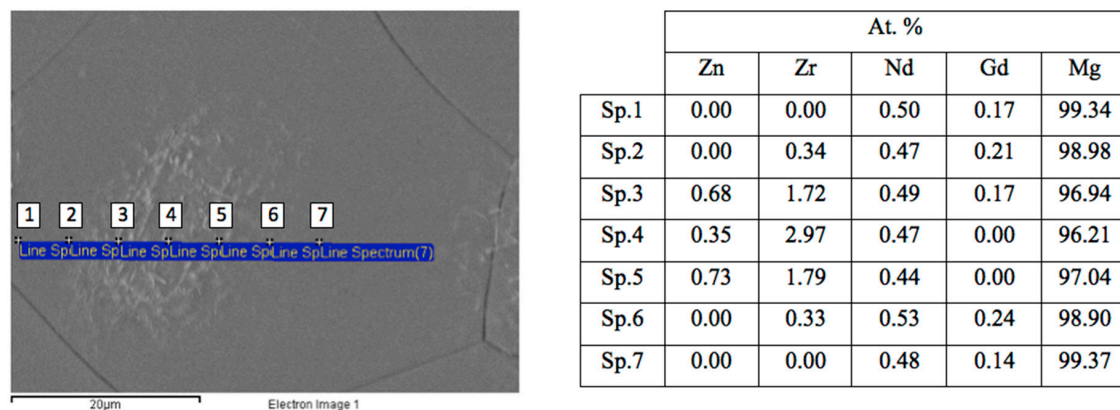 1 2 3 4 5 6 7
Line Sp Line Sp Line Sp Line Sp Line Sp Line Sp Line Spectrum(7)
20µm Electron Image 1
At. %
Zn Zr Nd Gd Mg
Sp.1 0.00 0.00 0.50 0.17 99.34
Sp.2 0.00 0.34 0.47 0.21 98.98
Sp.3 0.68 1.72 0.49 0.17 96.94
Sp.4 0.35 2.97 0.47 0.00 96.21
Sp.5 0.73 1.79 0.44 0.00 97.04
Sp.6 0.00 0.33 0.53 0.24 98.90
Sp.7 0.00 0.00 0.48 0.14 99.37